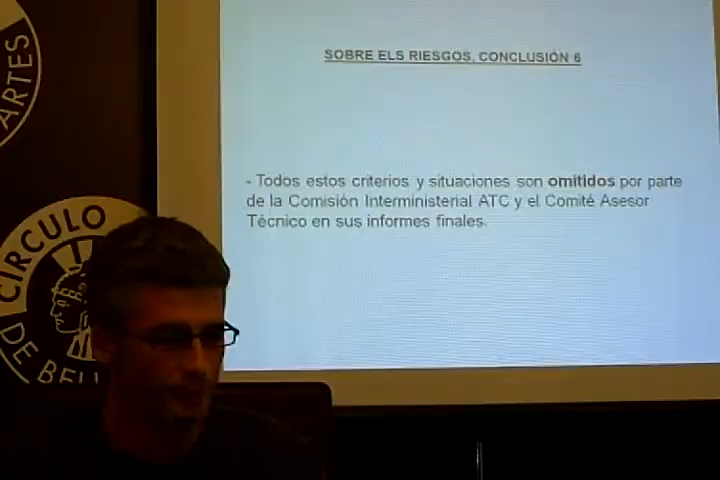 SOBRE ELS RIESGOS. CONCLUSIÓN 6
- Todos estos criterios y situaciones son omitidos por parte
de la Comisión Interministerial ATC y el Comité Asesor
Técnico en sus informes finales.
ARTES
CIRCULO
DE BEL